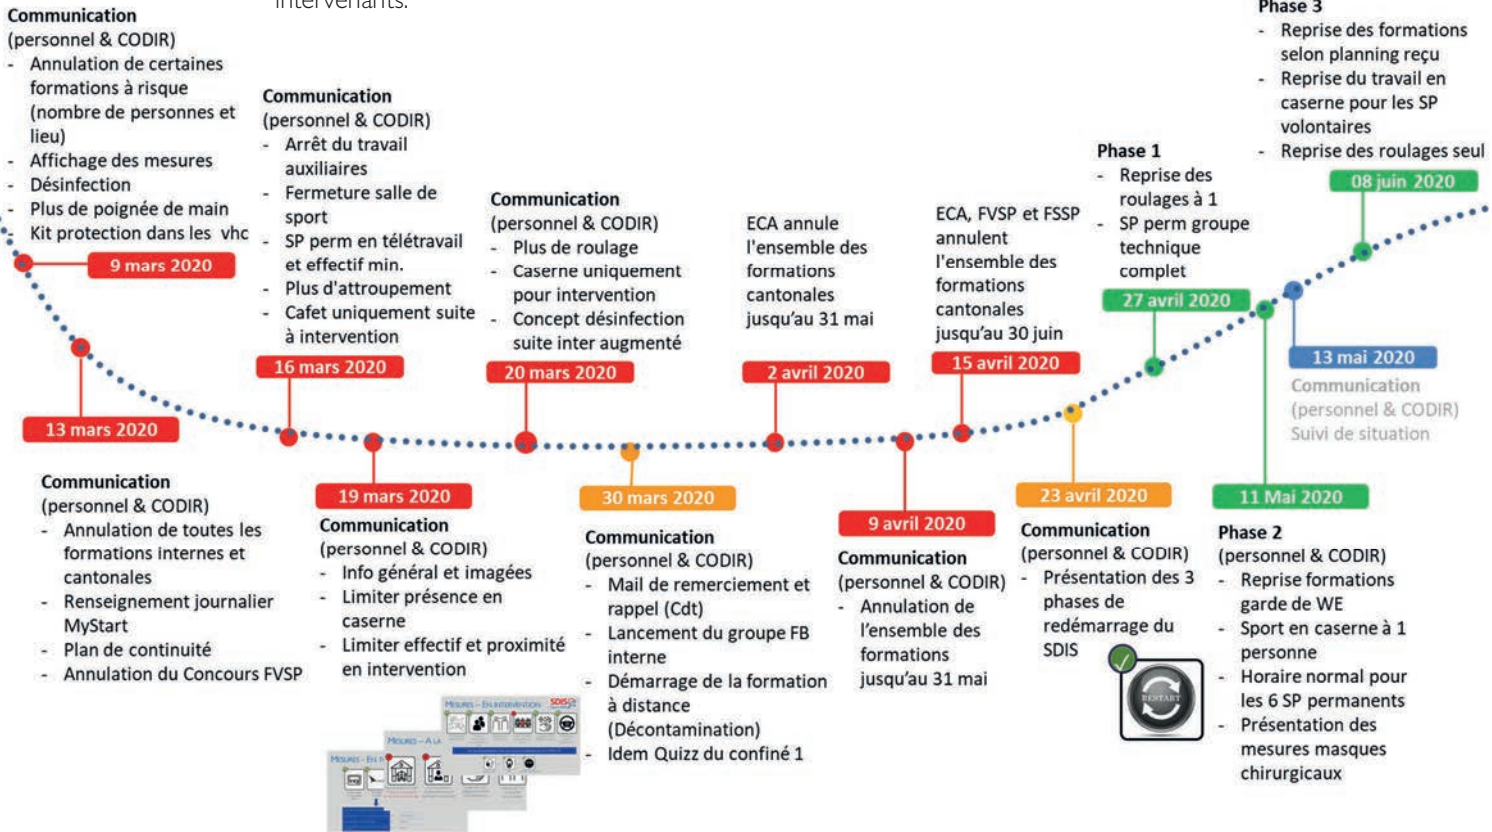 intervenants.
Communication
(personnel & CODIR)
- Annulation de certaines
formations à risque
(nombre de personnes et
lieu)
- Affichage des mesures
- Désinfection
- Plus de poignée de main
- Kit protection dans les vhc
9 mars 2020
13 mars 2020
Communication
(personnel & CODIR)
- Annulation de toutes les
formations internes et
cantonales
- Renseignement journalier
MyStart
- Plan de continuité
- Annulation du Concours FVSP
Communication
(personnel & CODIR)
- Arrêt du travail
auxiliaires
- Fermeture salle de
sport
- SP perm en télétravail
et effectif min.
- Plus d'attroupement
- Cafet uniquement suite
à intervention
16 mars 2020
19 mars 2020
Communication
(personnel & CODIR)
- Info général et imagées
- Limiter présence en
caserne
- Limiter effectif et proximité
en intervention
MESURES - EN
MESURES – A LA
MESURES – EN INTERVENTION
SDIS
Communication
(personnel & CODIR)
- Plus de roulage
- Caserne uniquement
pour intervention
- Concept désinfection
suite inter augmenté
20 mars 2020
30 mars 2020
Communication
(personnel & CODIR)
- Mail de remerciement et
rappel (Cdt)
- Lancement du groupe FB
interne
- Démarrage de la formation
à distance
(Décontamination)
- Idem Quizz du confiné 1
ECA annule
l'ensemble des
formations
cantonales
jusqu'au 31 mai
2 avril 2020
9 avril 2020
Communication
(personnel & CODIR)
- Annulation de
l'ensemble des
formations
jusqu'au 31 mai
ECA, FVSP et FSSP
annulent
l'ensemble des
formations
cantonales
jusqu'au 30 juin
15 avril 2020
23 avril 2020
Communication
(personnel & CODIR)
- Présentation des 3
phases de
redémarrage du
SDIS
RESTART
Phase 1
- Reprise des
roulages à 1
- SP perm groupe
technique
complet
27 avril 2020
11 Mai 2020
Phase 2
(personnel & CODIR)
- Reprise formations
garde de WE
- Sport en caserne à 1
personne
- Horaire normal pour
les 6 SP permanents
- Présentation des
mesures masques
chirurgicaux
13 mai 2020
Communication
(personnel & CODIR)
Suivi de situation
Phase 3
- Reprise des formations
selon planning reçu
- Reprise du travail en
caserne pour les SP
volontaires
- Reprise des roulages seul
08 juin 2020